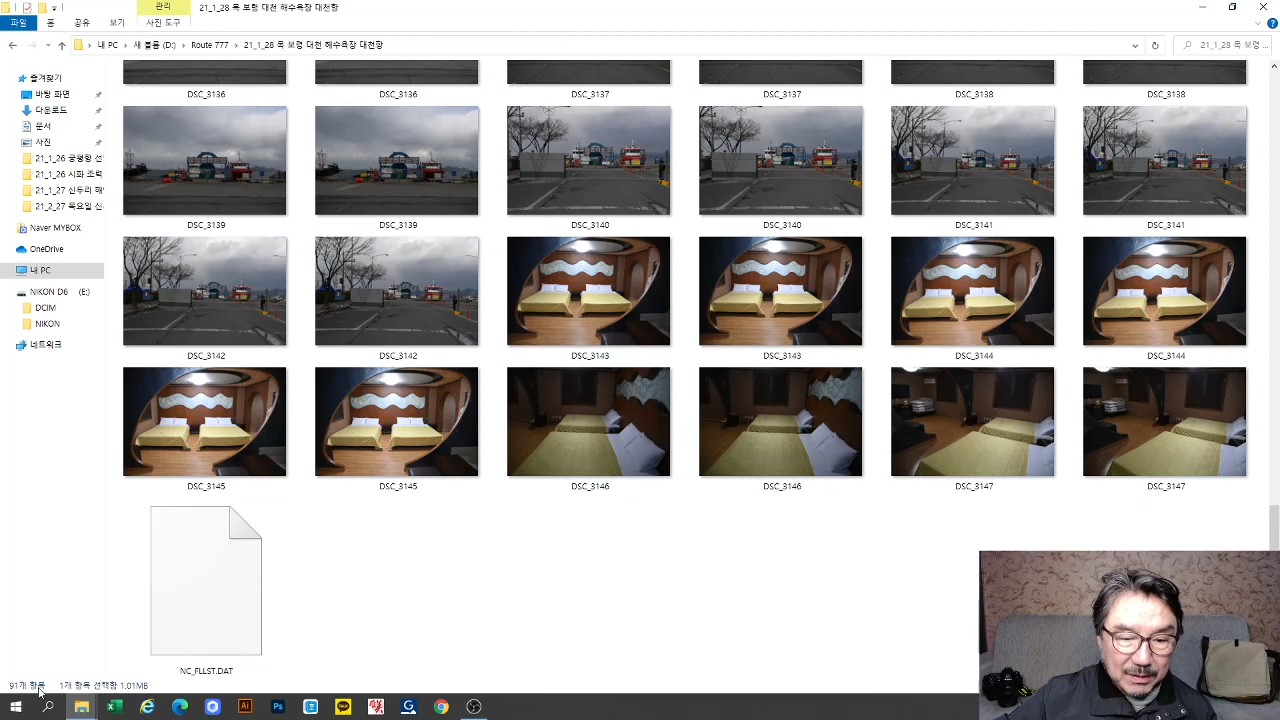 관리
21_1_28 목 보령 대천 해수욕장 대천항
파일
홈
공유
보기
사진 도구
내 PC
새 볼륨 (D:)
Route 777
21_1_28 목 보령 대천 해수욕장 대천항
21_1_28 목 보령 ...
즐겨찾기
바탕 화면
다운로드
문서
사진
21_1_26 궁평항 선
21_1_26 시화 조력
21_1_27 신두리 해
21_2_27 목요일 신
Naver MYBOX
OneDrive
내 PC
NIKON D6 (E:)
DCIM
NIKON
네트워크
DSC_3136 DSC_3136 DSC_3137 DSC_3137 DSC_3138 DSC_3138
DSC_3139 DSC_3139 DSC_3140 DSC_3140 DSC_3141 DSC_3141
DSC_3142 DSC_3142 DSC_3143 DSC_3143 DSC_3144 DSC_3144
DSC_3145 DSC_3145 DSC_3146 DSC_3146 DSC_3147 DSC_3147
NC_FLLST.DAT
91개 항목 1개 항목 선택함 1.01MB